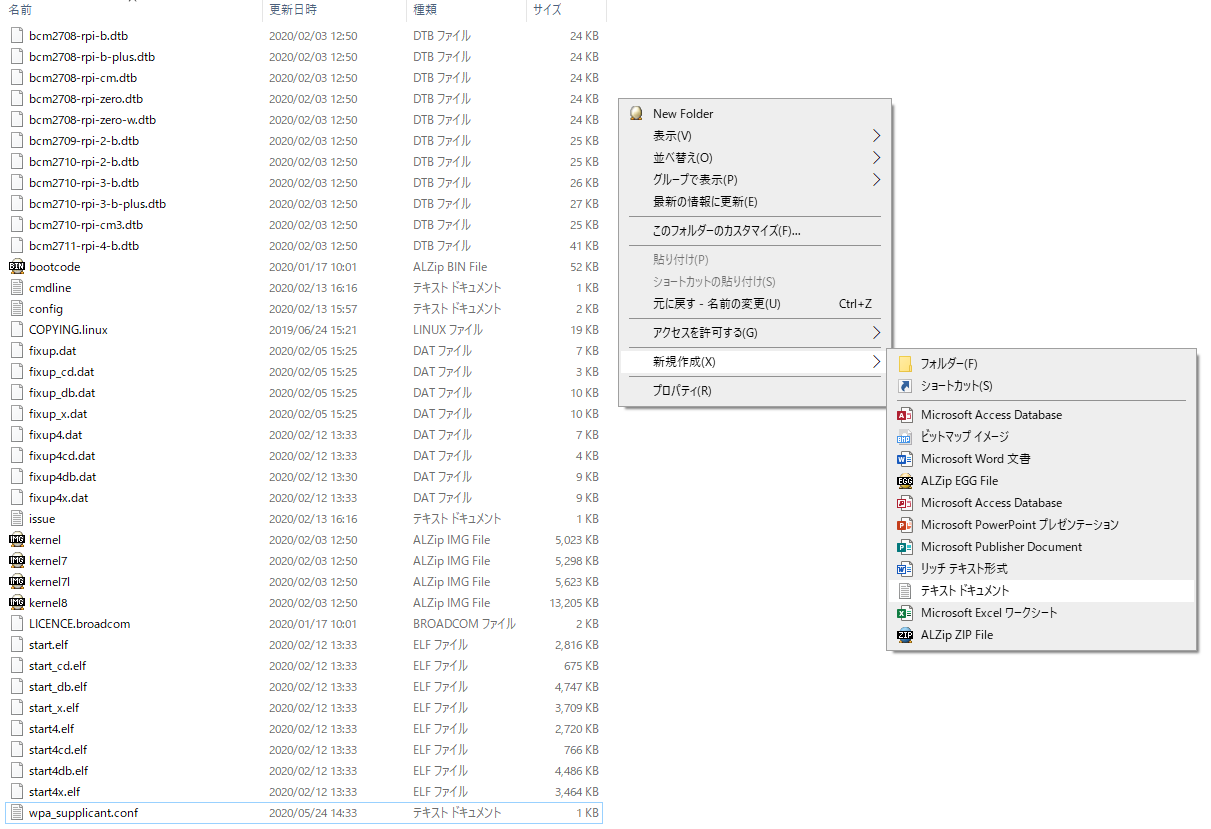 名前 更新日時 種類 サイズ
bcm2708-rpi-b.dtb 2020/02/03 12:50 DTB ファイル 24 KB
bcm2708-rpi-b-plus.dtb 2020/02/03 12:50 DTB ファイル 24 KB
bcm2708-rpi-cm.dtb 2020/02/03 12:50 DTB ファイル 24 KB
bcm2708-rpi-zero.dtb 2020/02/03 12:50 DTB ファイル 24 KB
bcm2708-rpi-zero-w.dtb 2020/02/03 12:50 DTB ファイル 24 KB
bcm2709-rpi-2-b.dtb 2020/02/03 12:50 DTB ファイル 25 KB
bcm2710-rpi-2-b.dtb 2020/02/03 12:50 DTB ファイル 25 KB
bcm2710-rpi-3-b.dtb 2020/02/03 12:50 DTB ファイル 26 KB
bcm2710-rpi-3-b-plus.dtb 2020/02/03 12:50 DTB ファイル 27 KB
bcm2710-rpi-cm3.dtb 2020/02/03 12:50 DTB ファイル 25 KB
bcm2711-rpi-4-b.dtb 2020/02/03 12:50 DTB ファイル 41 KB
BIN bootcode 2020/01/17 10:01 ALZip BIN File 52 KB
cmdline 2020/02/13 16:16 テキスト ドキュメント 1 KB
config 2020/02/13 15:57 テキスト ドキュメント 2 KB
COPYING.linux 2019/06/24 15:21 LINUX ファイル 19 KB
fixup.dat 2020/02/05 15:25 DAT ファイル 7 KB
fixup_cd.dat 2020/02/05 15:25 DAT ファイル 3 KB
fixup_db.dat 2020/02/05 15:25 DAT ファイル 10 KB
fixup_x.dat 2020/02/05 15:25 DAT ファイル 10 KB
fixup4.dat 2020/02/12 13:33 DAT ファイル 7 KB
fixup4cd.dat 2020/02/12 13:33 DAT ファイル 4 KB
fixup4db.dat 2020/02/12 13:30 DAT ファイル 9 KB
fixup4x.dat 2020/02/12 13:33 DAT ファイル 9 KB
issue 2020/02/13 16:16 テキスト ドキュメント 1 KB
IMG kernel 2020/02/03 12:50 ALZip IMG File 5,023 KB
IMG kernel7 2020/02/03 12:50 ALZip IMG File 5,298 KB
IMG kernel7l 2020/02/03 12:50 ALZip IMG File 5,623 KB
IMG kernel8 2020/02/03 12:50 ALZip IMG File 13,205 KB
LICENCE.broadcom 2020/01/17 10:01 BROADCOM ファイル 2 KB
start.elf 2020/02/12 13:33 ELF ファイル 2,816 KB
start_cd.elf 2020/02/12 13:33 ELF ファイル 675 KB
start_db.elf 2020/02/12 13:33 ELF ファイル 4,747 KB
start_x.elf 2020/02/12 13:33 ELF ファイル 3,709 KB
start4.elf 2020/02/12 13:33 ELF ファイル 2,720 KB
start4cd.elf 2020/02/12 13:33 ELF ファイル 766 KB
start4db.elf 2020/02/12 13:33 ELF ファイル 4,486 KB
start4x.elf 2020/02/12 13:33 ELF ファイル 3,464 KB
wpa_supplicant.conf 2020/05/24 14:33 テキスト ドキュメント 1 KB
New Folder
表示(V)
並べ替え(O)
グループで表示(P)
最新の情報に更新(E)
このフォルダーのカスタマイズ(F)...
貼り付け(P)
ショートカットの貼り付け(S)
元に戻す - 名前の変更(U) Ctrl+Z
アクセスを許可する(G)
新規作成(X)
プロパティ(R)
フォルダー(F)
ショートカット(S)
Microsoft Access Database
ビットマップ イメージ
Microsoft Word 文書
EGG ALZip EGG File
Microsoft Access Database
Microsoft PowerPoint プレゼンテーション
Microsoft Publisher Document
リッチ テキスト形式
テキスト ドキュメント
Microsoft Excel ワークシート
ZIP ALZip ZIP File